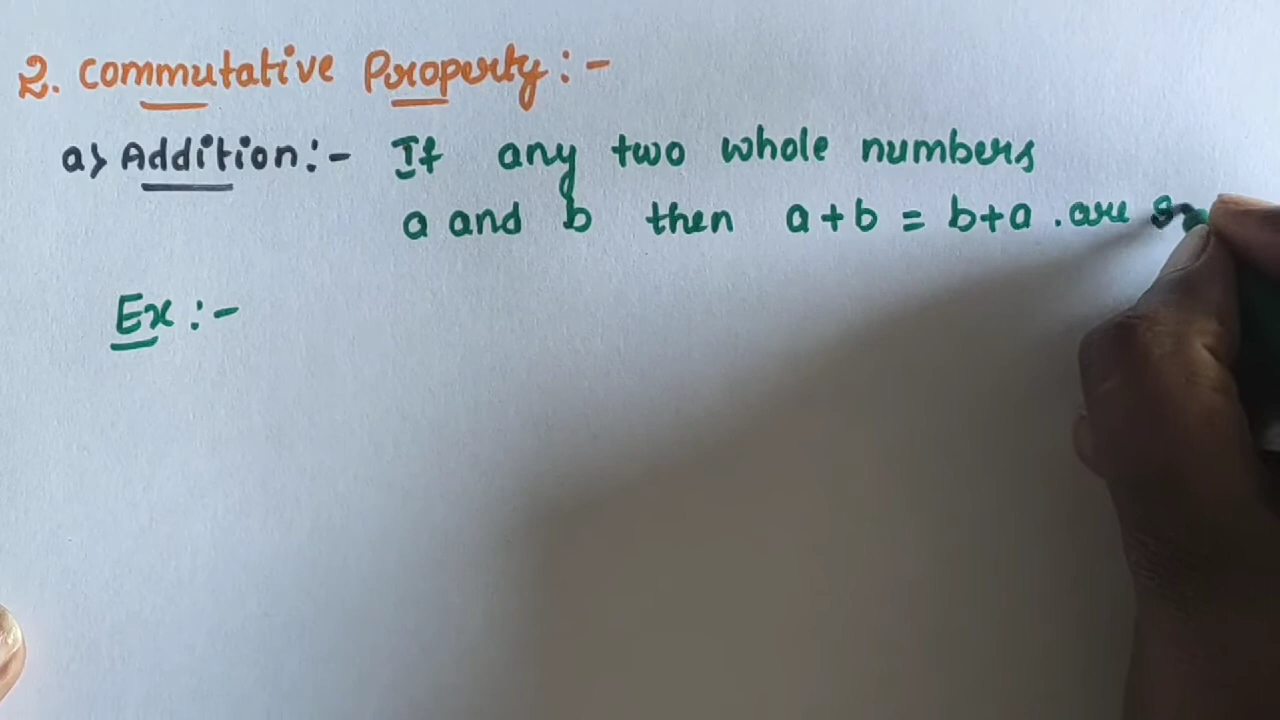 2. Commutative Property :-
a) Addition :- If any two whole numbers
a and b then a + b = b + a . are
Ex :-